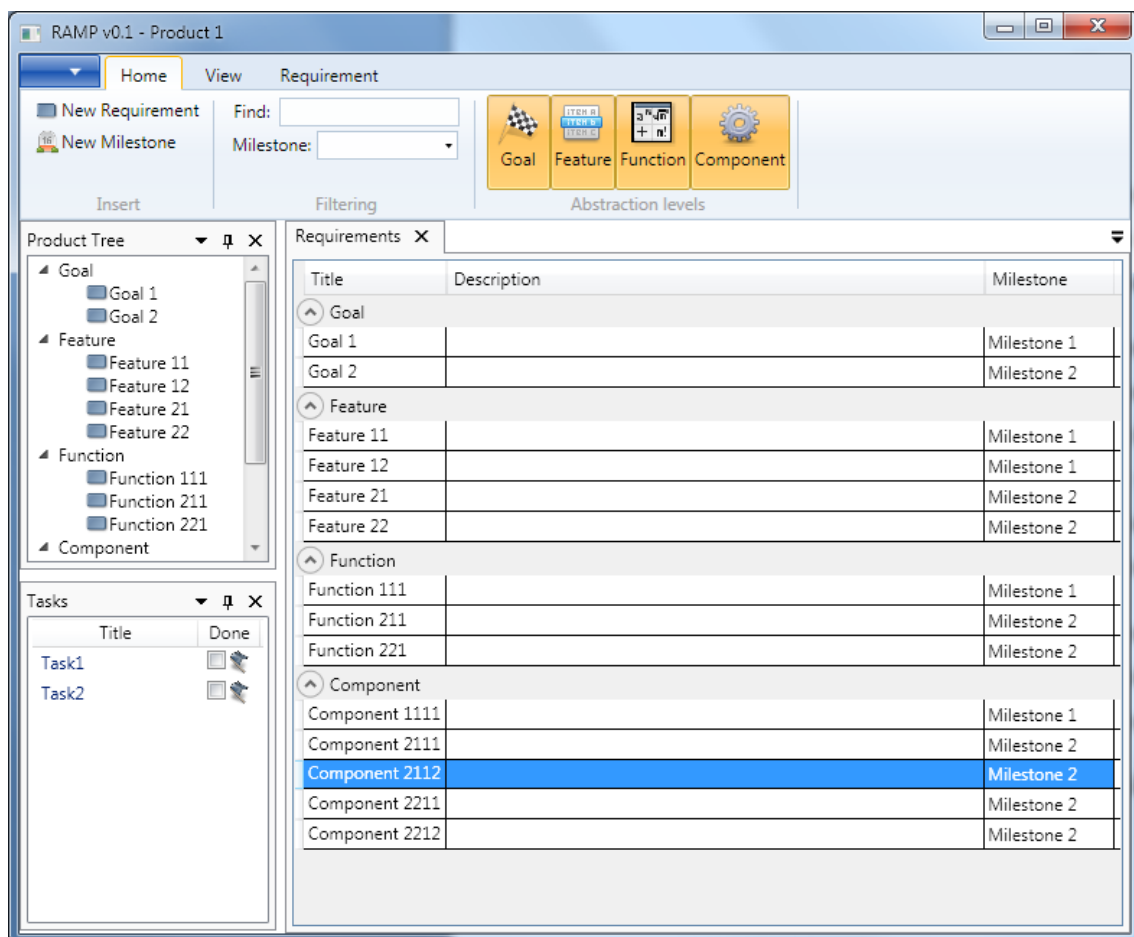 RAMP v0.1 - Product 1
Home View Requirement
New Requirement
New Milestone
Insert
Find:
Milestone:
Filtering
Goal Feature Function Component
Abstraction levels
Product Tree
Goal
Goal 1
Goal 2
Feature
Feature 11
Feature 12
Feature 21
Feature 22
Function
Function 111
Function 211
Function 221
Component
Tasks
Title Done
Task1
Task2
Requirements
Title Description Milestone
Goal
Goal 1 Milestone 1
Goal 2 Milestone 2
Feature
Feature 11 Milestone 1
Feature 12 Milestone 1
Feature 21 Milestone 2
Feature 22 Milestone 2
Function
Function 111 Milestone 1
Function 211 Milestone 2
Function 221 Milestone 2
Component
Component 1111 Milestone 1
Component 2111 Milestone 2
Component 2112 Milestone 2
Component 2211 Milestone 2
Component 2212 Milestone 2